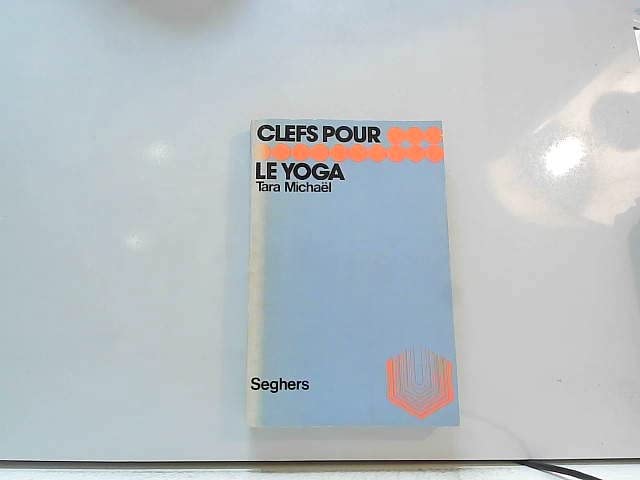 CLEFS POUR
LE YOGA
Tara Michaël
Seghers